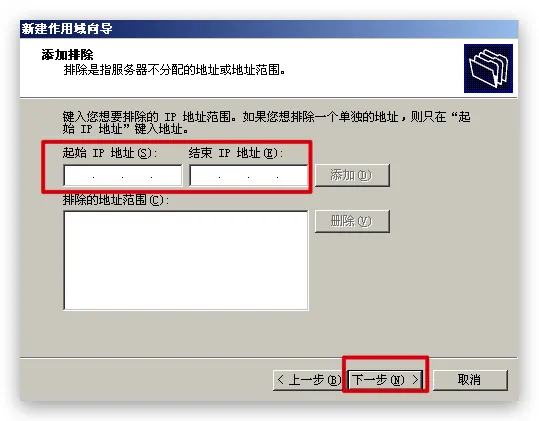 新建作用域向导
添加排除
排除是指服务器不分配的地址或地址范围。
键入您想要排除的 IP 地址范围。如果您想排除一个单独的地址，则只在“起
始 IP 地址”键入地址。
起始 IP 地址(S): 结束 IP 地址(E):
添加(D)
排除的地址范围(C):
删除(V)
< 上一步(B) 下一步(N) > 取消